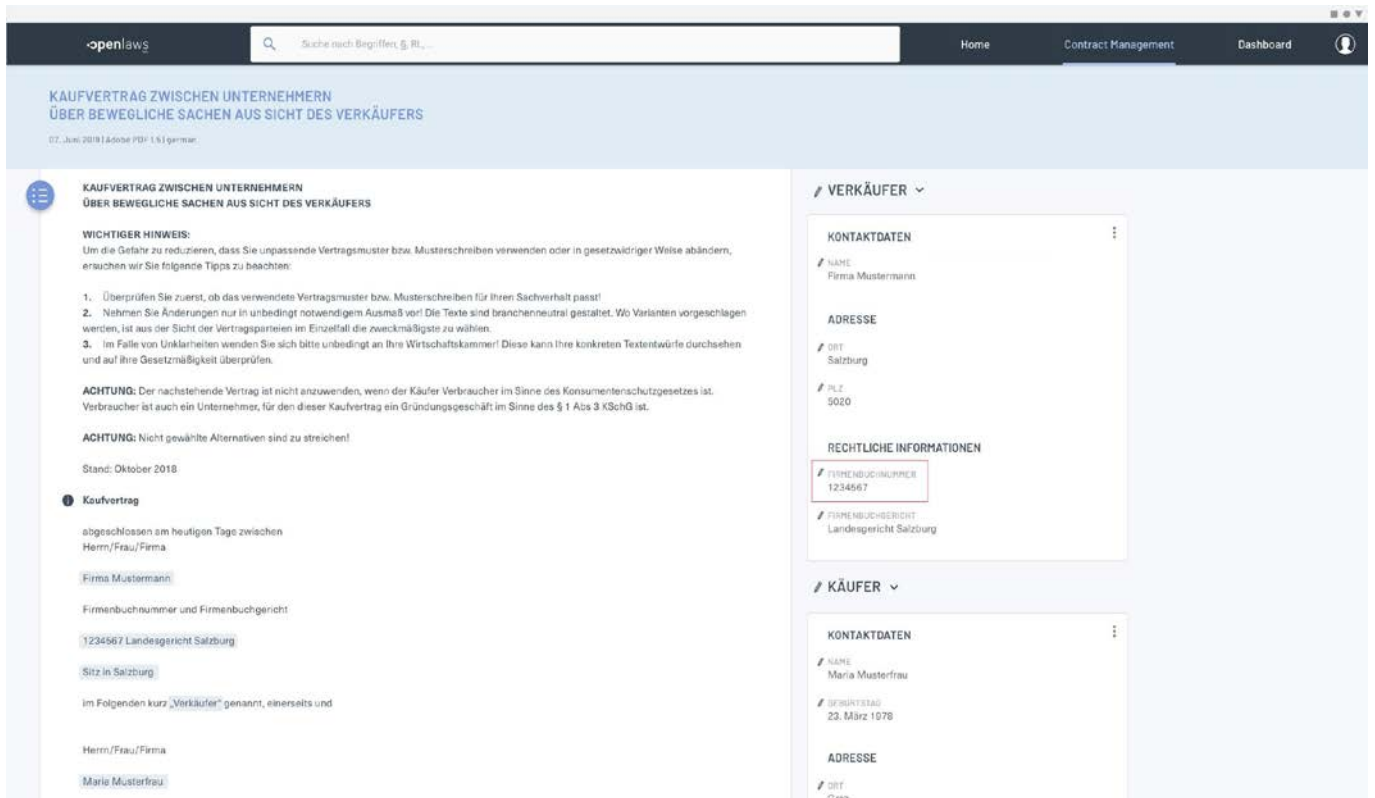 openlaws
Suche nach Begriffen, §, RL, ...
Home
Contract Management
Dashboard
KAUFVERTRAG ZWISCHEN UNTERNEHMERN
ÜBER BEWEGLICHE SACHEN AUS SICHT DES VERKÄUFERS
07. Juni 2019 | Adobe PDF 1.6 | german
KAUFVERTRAG ZWISCHEN UNTERNEHMERN
ÜBER BEWEGLICHE SACHEN AUS SICHT DES VERKÄUFERS
WICHTIGER HINWEIS:
Um die Gefahr zu reduzieren, dass Sie unpassende Vertragsmuster bzw. Musterschreiben verwenden oder in gesetzwidriger Weise abändern,
ersuchen wir Sie folgende Tipps zu beachten:
1. Überprüfen Sie zuerst, ob das verwendete Vertragsmuster bzw. Musterschreiben für Ihren Sachverhalt passt!
2. Nehmen Sie Änderungen nur in unbedingt notwendigem Ausmaß vor! Die Texte sind branchenneutral gestaltet. Wo Varianten vorgeschlagen
werden, ist aus der Sicht der Vertragsparteien im Einzelfall die zweckmäßigste zu wählen.
3. Im Falle von Unklarheiten wenden Sie sich bitte unbedingt an Ihre Wirtschaftskammer! Diese kann Ihre konkreten Textentwürfe durchsehen
und auf ihre Gesetzmäßigkeit überprüfen.
ACHTUNG: Der nachstehende Vertrag ist nicht anzuwenden, wenn der Käufer Verbraucher im Sinne des Konsumentenschutzgesetzes ist.
Verbraucher ist auch ein Unternehmer, für den dieser Kaufvertrag ein Gründungsgeschäft im Sinne des § 1 Abs 3 KSchG ist.
ACHTUNG: Nicht gewählte Alternativen sind zu streichen!
Stand: Oktober 2018
Kaufvertrag
abgeschlossen am heutigen Tage zwischen
Herrn/Frau/Firma
Firma Mustermann
Firmenbuchnummer und Firmenbuchgericht
1234567 Landesgericht Salzburg
Sitz in Salzburg
im Folgenden kurz „Verkäufer“ genannt, einerseits und
Herrn/Frau/Firma
Maria Musterfrau
VERKÄUFER
KONTAKTDATEN
NAME
Firma Mustermann
ADRESSE
ORT
Salzburg
PLZ
5020
RECHTLICHE INFORMATIONEN
FIRMENBUCHNUMMER
1234567
FIRMENBUCHGERICHT
Landesgericht Salzburg
KÄUFER
KONTAKTDATEN
NAME
Maria Musterfrau
GEBURTSTAG
23. März 1978
ADRESSE
ORT